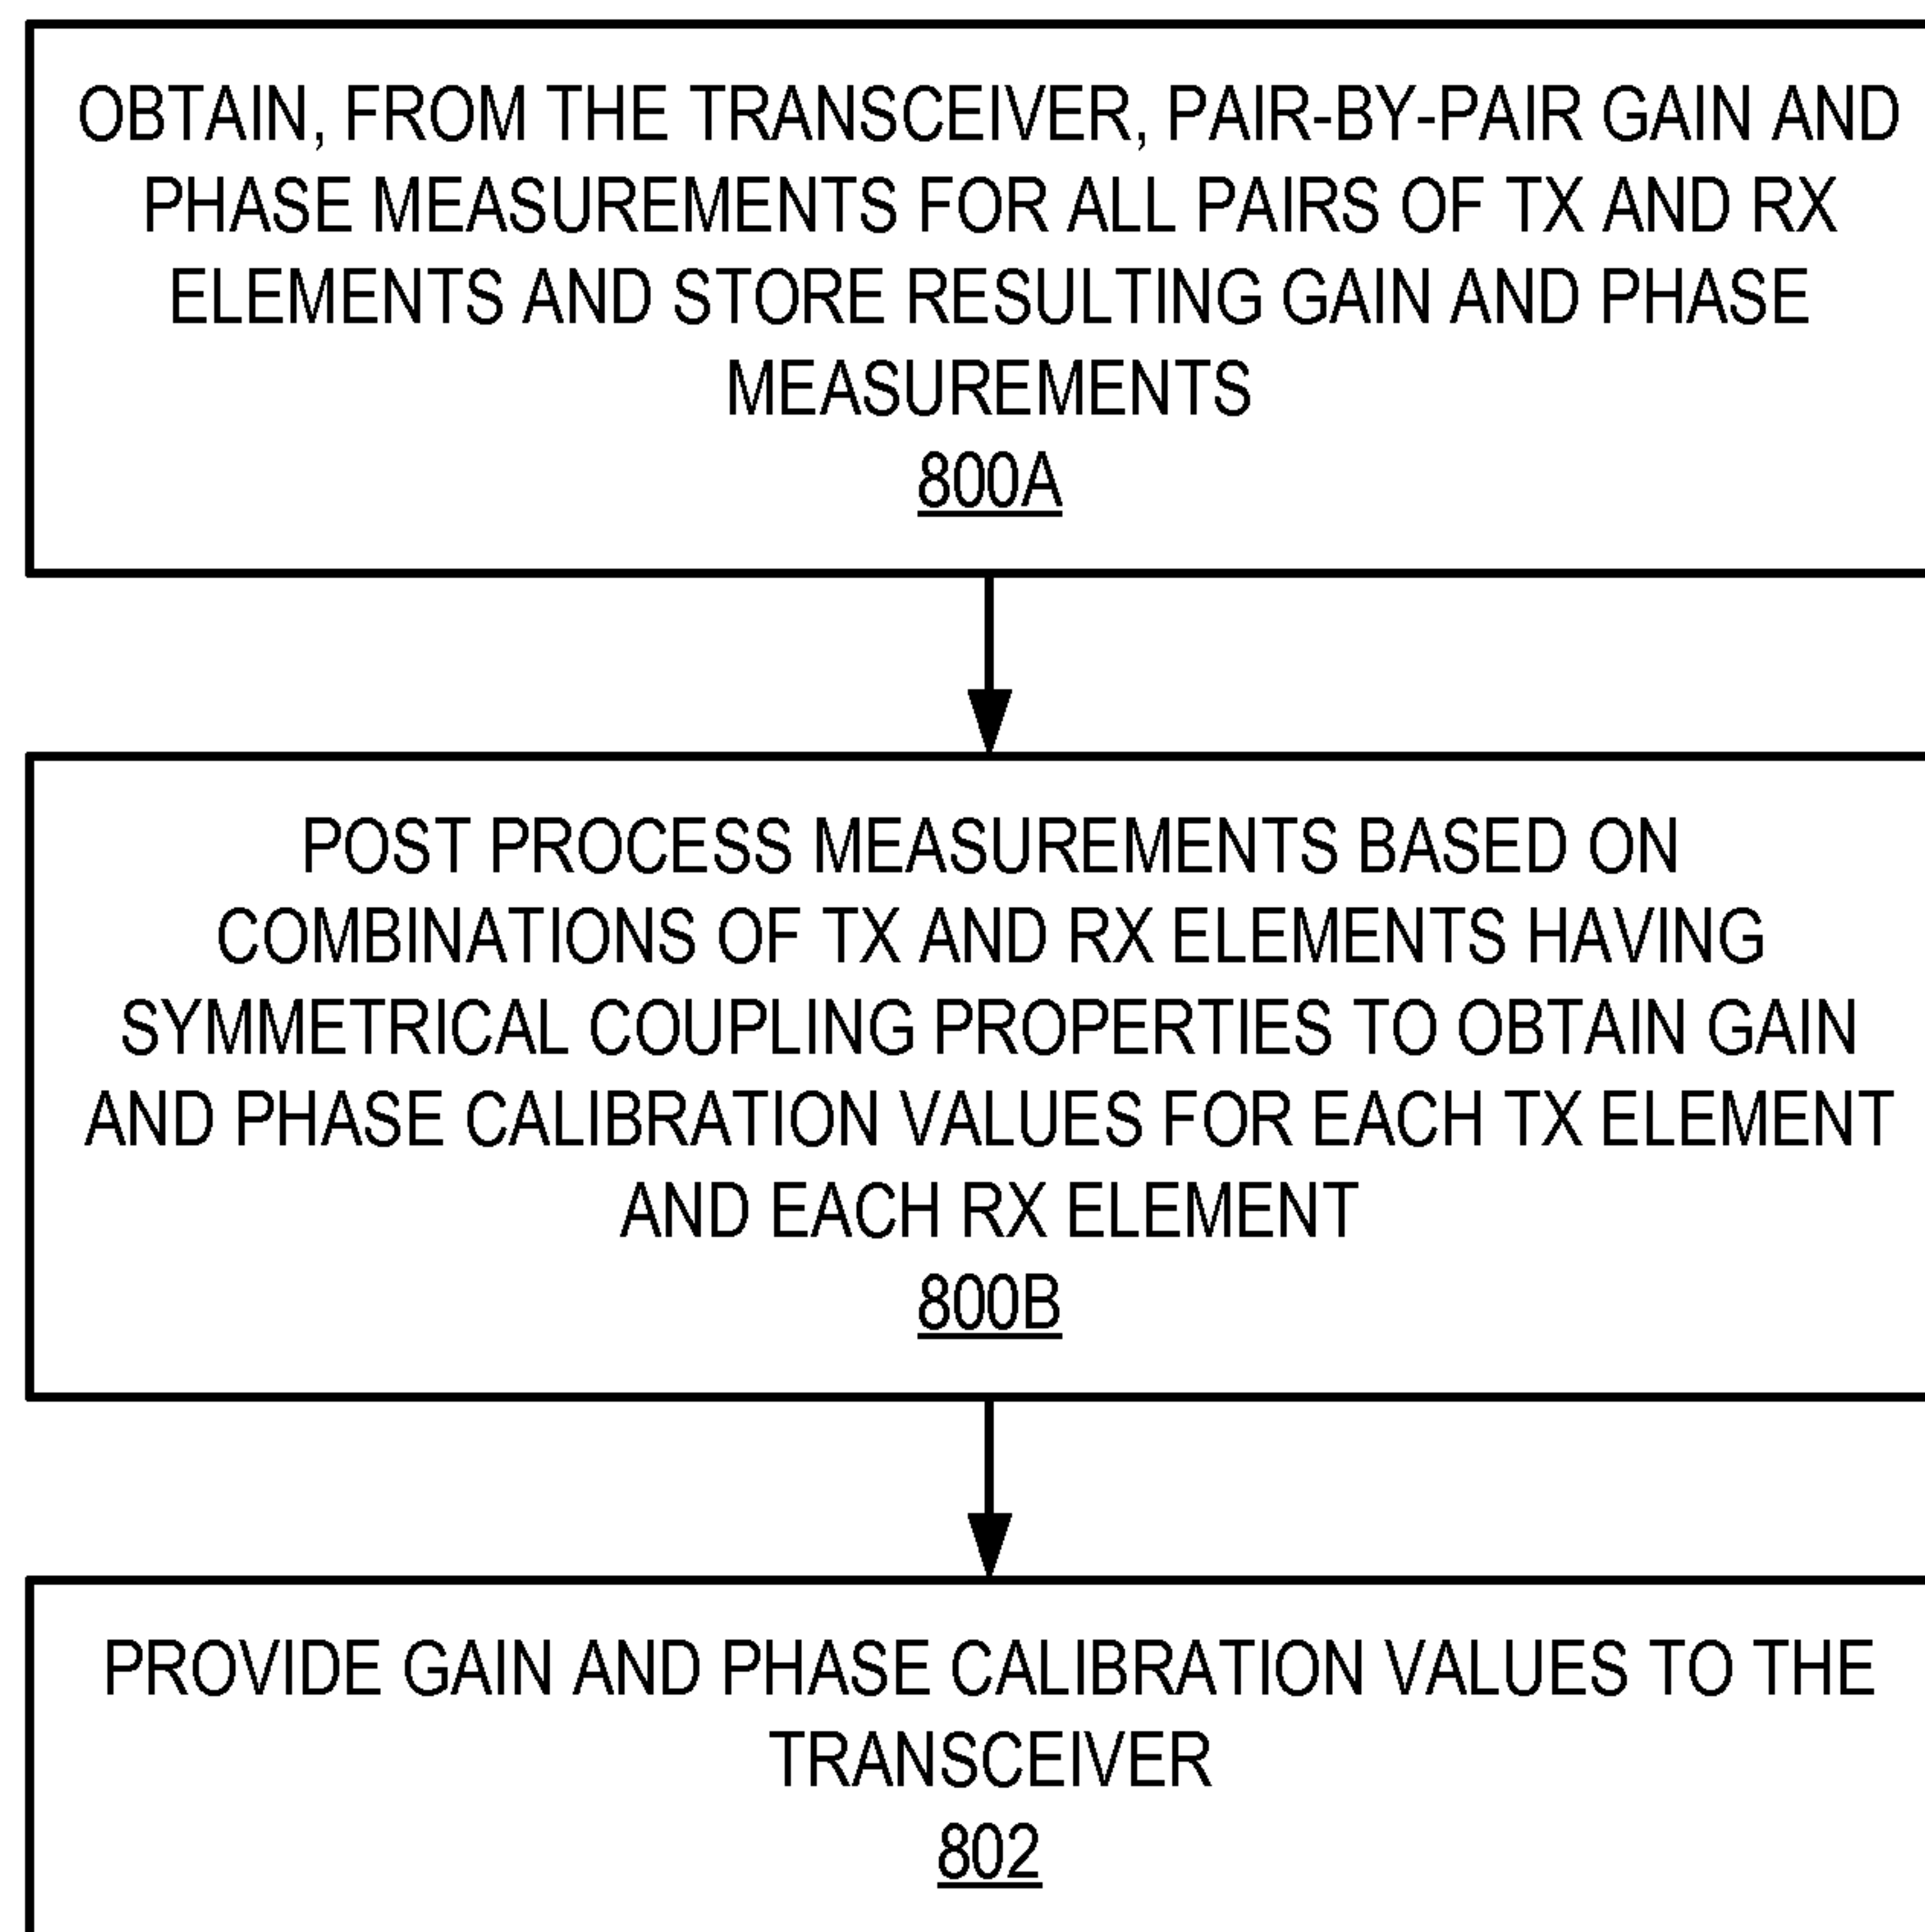 OBTAIN, FROM THE TRANSCEIVER, PAIR-BY-PAIR GAIN AND
PHASE MEASUREMENTS FOR ALL PAIRS OF TX AND RX
ELEMENTS AND STORE RESULTING GAIN AND PHASE
MEASUREMENTS
800A
POST PROCESS MEASUREMENTS BASED ON
COMBINATIONS OF TX AND RX ELEMENTS HAVING
SYMMETRICAL COUPLING PROPERTIES TO OBTAIN GAIN
AND PHASE CALIBRATION VALUES FOR EACH TX ELEMENT
AND EACH RX ELEMENT
800B
PROVIDE GAIN AND PHASE CALIBRATION VALUES TO THE
TRANSCEIVER
802